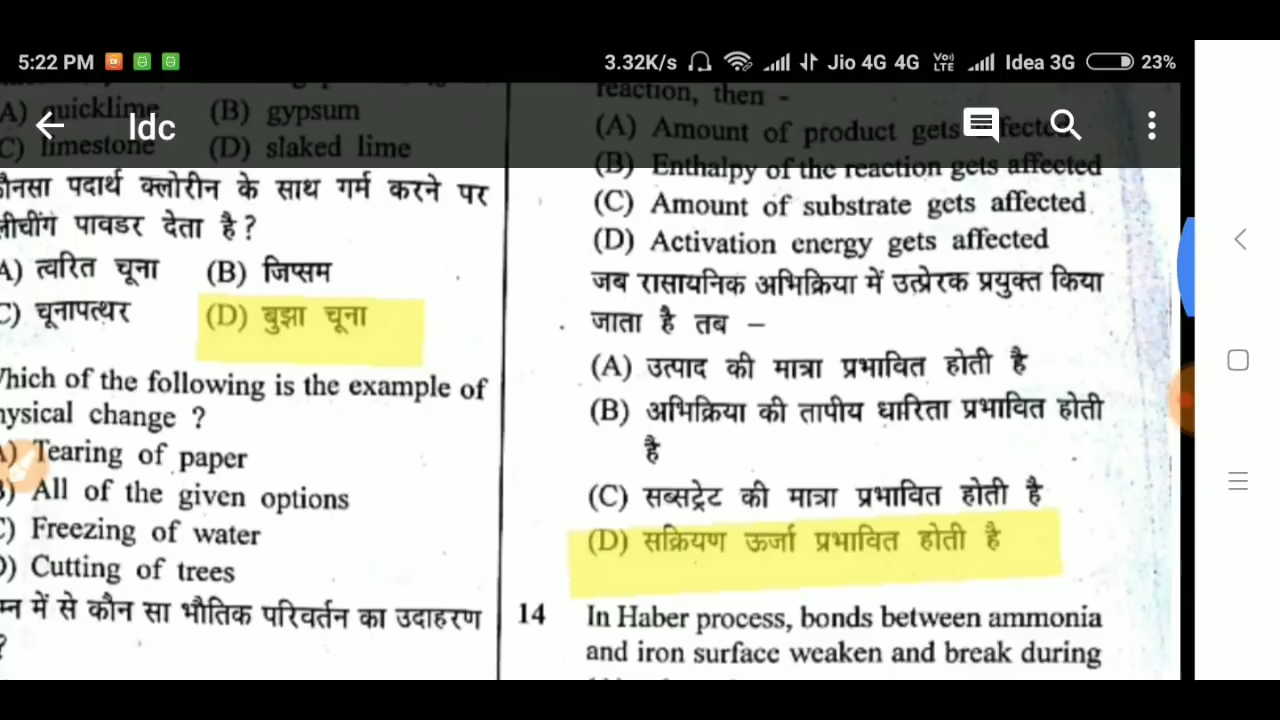 5:22 PM
3.32K/s Jio 4G 4G VoLTE Idea 3G 23%
ldc
A) quicklime (B) gypsum
C) limestone (D) slaked lime
पदार्थ क्लोरीन के साथ गर्म करने पर
पावडर देता है ?
A) त्वरित चूना (B) जिप्सम
C) चूनापत्थर (D) बुझा चूना
Which of the following is the example of
hysical change ?
A) Tearing of paper
B) All of the given options
C) Freezing of water
D) Cutting of trees
म्न में से कौन सा भौतिक परिवर्तन का उदाहरण
?
reaction, then -
(A) Amount of product gets
(B) Enthalpy of the reaction gets affected
(C) Amount of substrate gets affected
(D) Activation energy gets affected
जब रासायनिक अभिक्रिया में उत्प्रेरक प्रयुक्त किया
जाता है तब –
(A) उत्पाद की मात्रा प्रभावित होती है
(B) अभिक्रिया की तापीय धारिता प्रभावित होती
है
(C) सब्सट्रेट की मात्रा प्रभावित होती है
(D) सक्रियण ऊर्जा प्रभावित होती है
14 In Haber process, bonds between ammonia
and iron surface weaken and break during